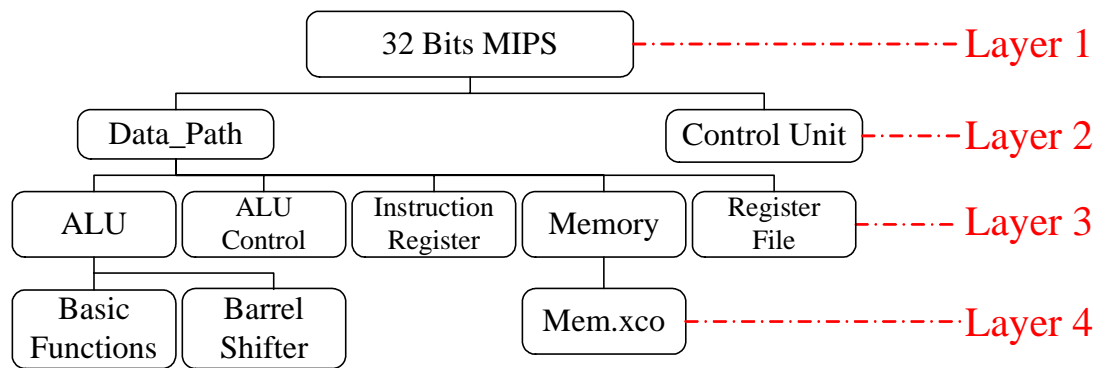 32 Bits MIPS
Layer 1
Data_Path
Control Unit
Layer 2
ALU
ALU
Control
Instruction
Register
Memory
Register
File
Layer 3
Basic
Functions
Barrel
Shifter
Mem.xco
Layer 4